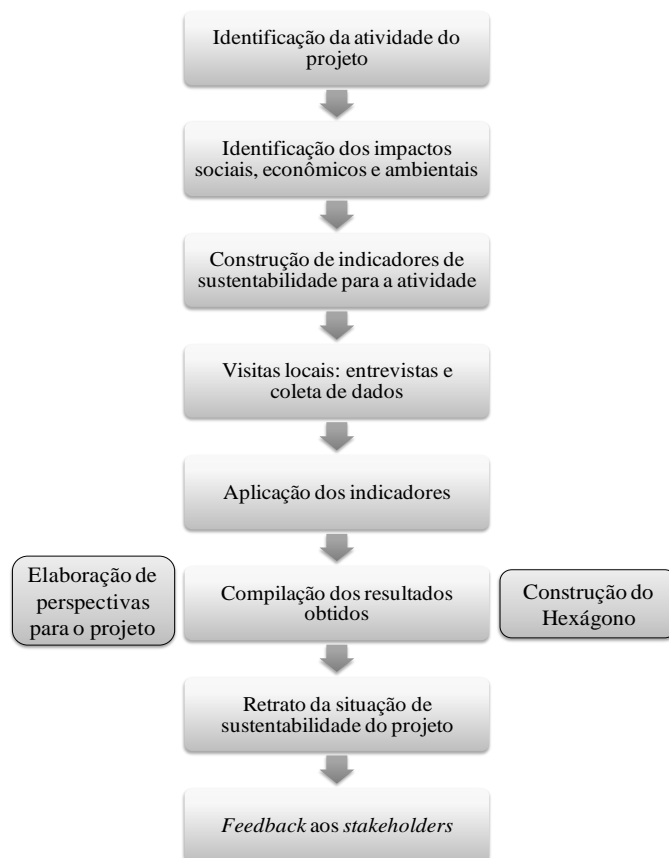 Identificação da atividade do
projeto
Identificação dos impactos
sociais, econômicos e ambientais
Construção de indicadores de
sustentabilidade para a atividade
Visitas locais: entrevistas e
coleta de dados
Aplicação dos indicadores
Elaboração de
perspectivas
para o projeto
Compilação dos resultados
obtidos
Construção do
Hexágono
Retrato da situação de
sustentabilidade do projeto
Feedback aos stakeholders